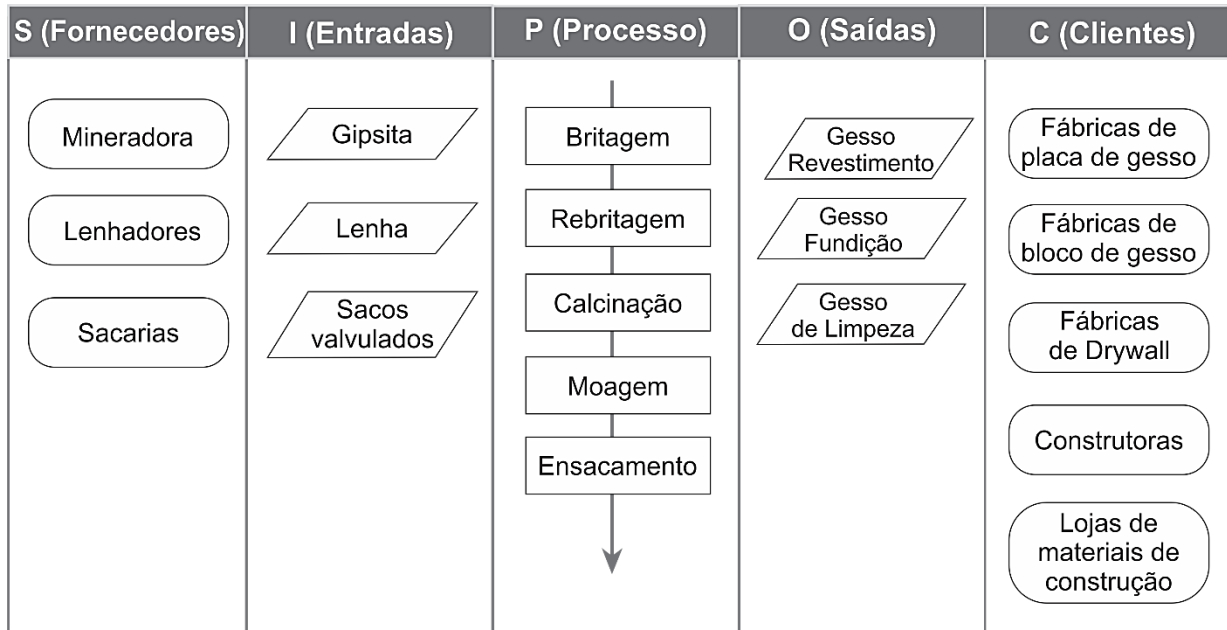 S (Fornecedores)
I (Entradas)
P (Processo)
O (Saídas)
C (Clientes)
Mineradora
Lenhadores
Sacarias
Gipsita
Lenha
Sacos
valvulados
Britagem
Rebritagem
Calcinação
Moagem
Ensacamento
Gesso
Revestimento
Gesso
Fundição
Gesso
de Limpeza
Fábricas de
placa de gesso
Fábricas de
bloco de gesso
Fábricas
de Drywall
Construtoras
Lojas de
materiais de
construção